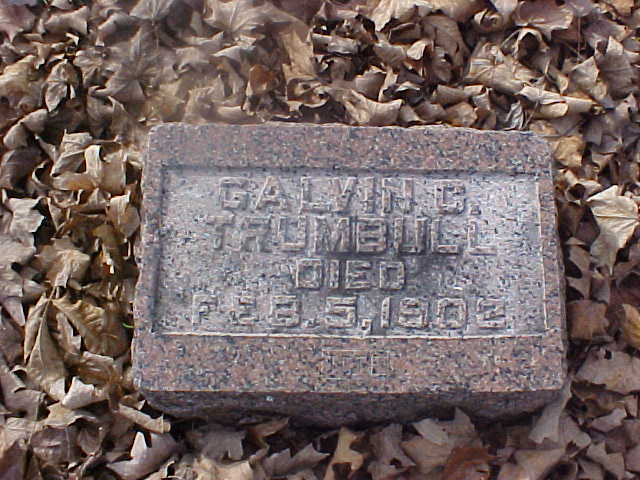 CALVIN C.
TRUMBULL
DIED
FEB. 5, 1902